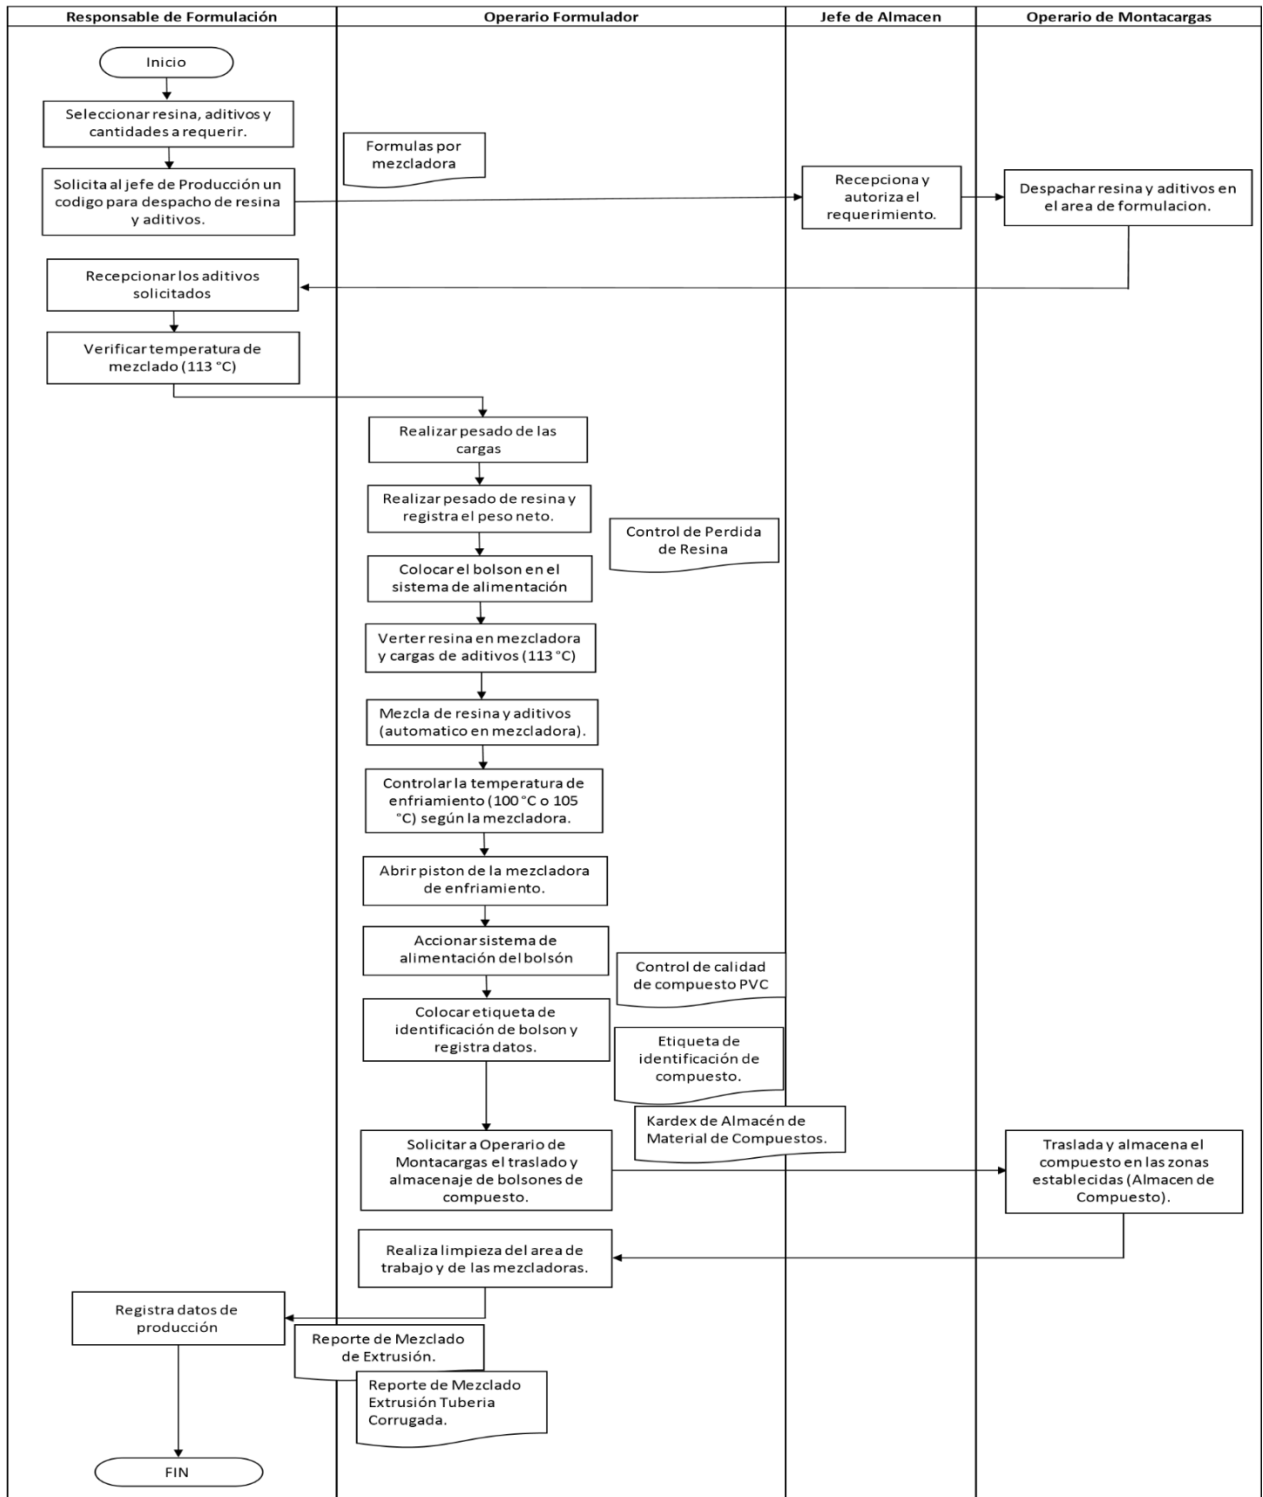 Responsable de Formulación
Operario Formulador
Jefe de Almacen
Operario de Montacargas
Inicio
Seleccionar resina, aditivos y
cantidades a requerir.
Formulas por
mezcladora
Solicita al jefe de Producción un
codigo para despacho de resina
y aditivos.
Recepciona y
autoriza el
requerimiento.
Despachar resina y aditivos en
el area de formulacion.
Recepcionar los aditivos
solicitados
Verificar temperatura de
mezclado (113 °C)
Realizar pesado de las
cargas
Realizar pesado de resina y
registra el peso neto.
Control de Perdida
de Resina
Colocar el bolson en el
sistema de alimentación
Verter resina en mezcladora
y cargas de aditivos (113 °C)
Mezcla de resina y aditivos
(automatico en mezcladora).
Controlar la temperatura de
enfriamiento (100 °C o 105
°C) según la mezcladora.
Abrir piston de la mezcladora
de enfriamiento.
Accionar sistema de
alimentación del bolsón
Control de calidad
de compuesto PVC
Colocar etiqueta de
identificación de bolson y
registra datos.
Etiqueta de
identificación de
compuesto.
Kardex de Almacén de
Material de Compuestos.
Solicitar a Operario de
Montacargas el traslado y
almacenaje de bolsones de
compuesto.
Traslada y almacena el
compuesto en las zonas
establecidas (Almacen de
Compuesto).
Realiza limpieza del area de
trabajo y de las mezcladoras.
Registra datos de
producción
Reporte de Mezclado
de Extrusión.
Reporte de Mezclado
Extrusión Tuberia
Corrugada.
FIN